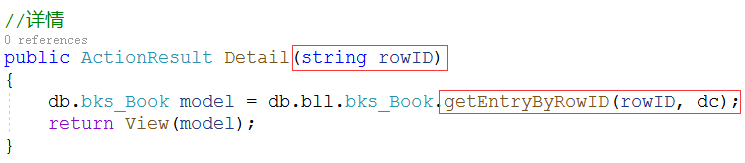 //详情
0 references
public ActionResult Detail(string rowID)
{
    db.bks_Book model = db.bll.bks_Book.getEntryByRowID(rowID, dc);
    return View(model);
}